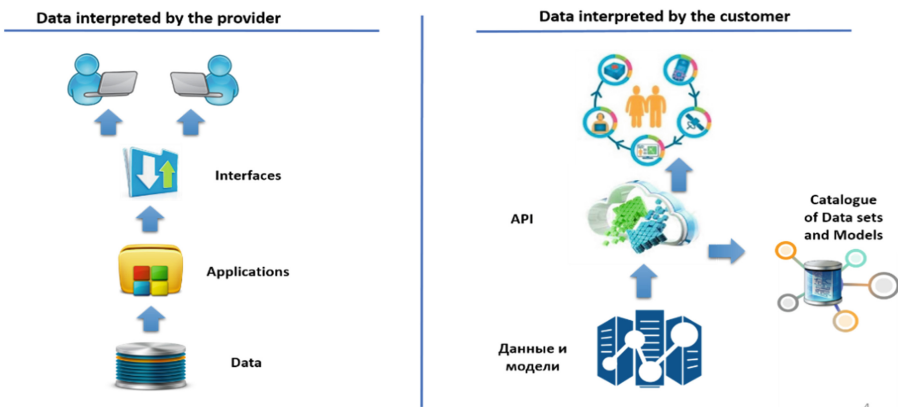 Data interpreted by the provider
Interfaces
Applications
Data
Data interpreted by the customer
API
Catalogue
of Data sets
and Models
Данные и
модели